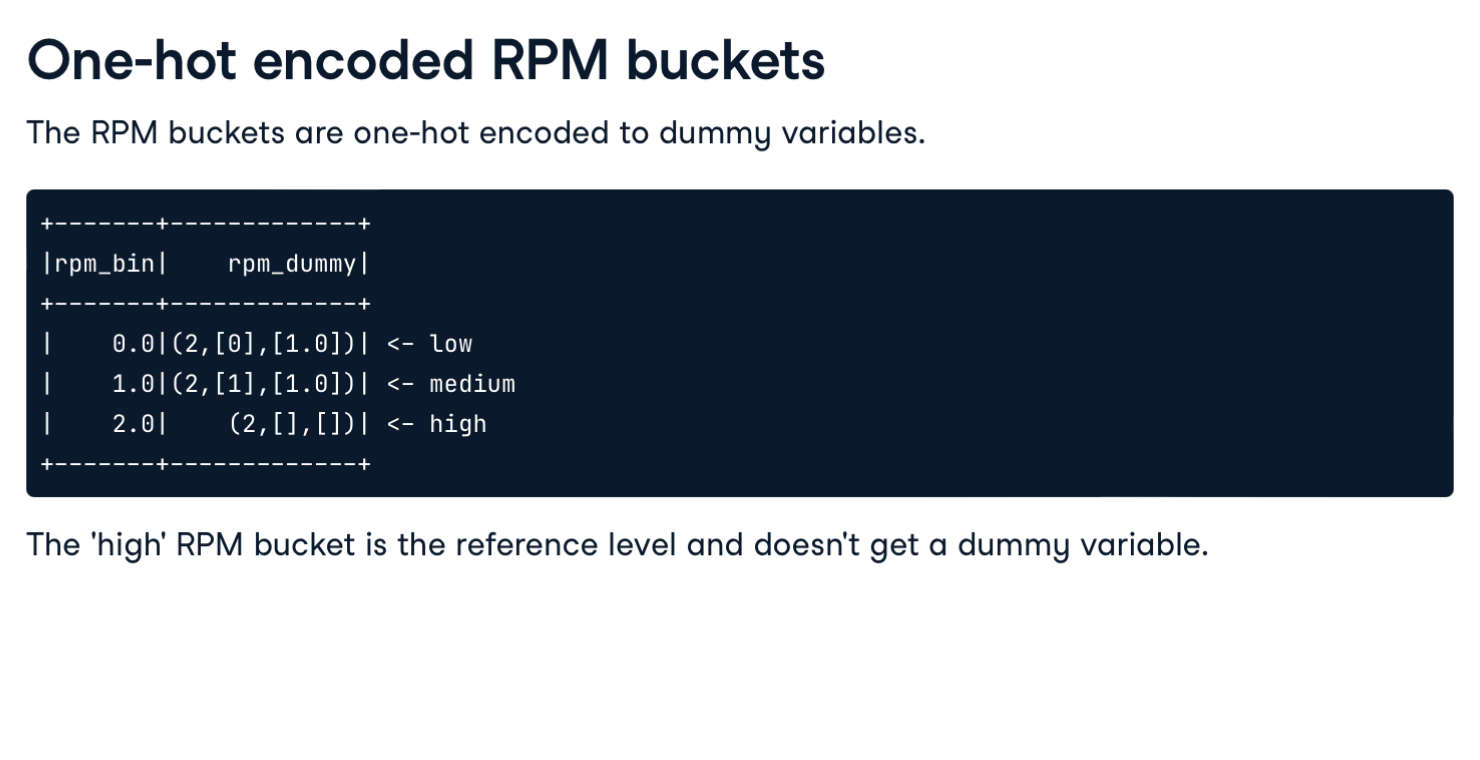 One-hot encoded RPM buckets
The RPM buckets are one-hot encoded to dummy variables.
+-------+-------------+
|rpm_bin|    rpm_dummy|
+-------+-------------+
|    0.0|(2,[0],[1.0])| <- low
|    1.0|(2,[1],[1.0])| <- medium
|    2.0|    (2,[],[])| <- high
+-------+-------------+
The 'high' RPM bucket is the reference level and doesn't get a dummy variable.